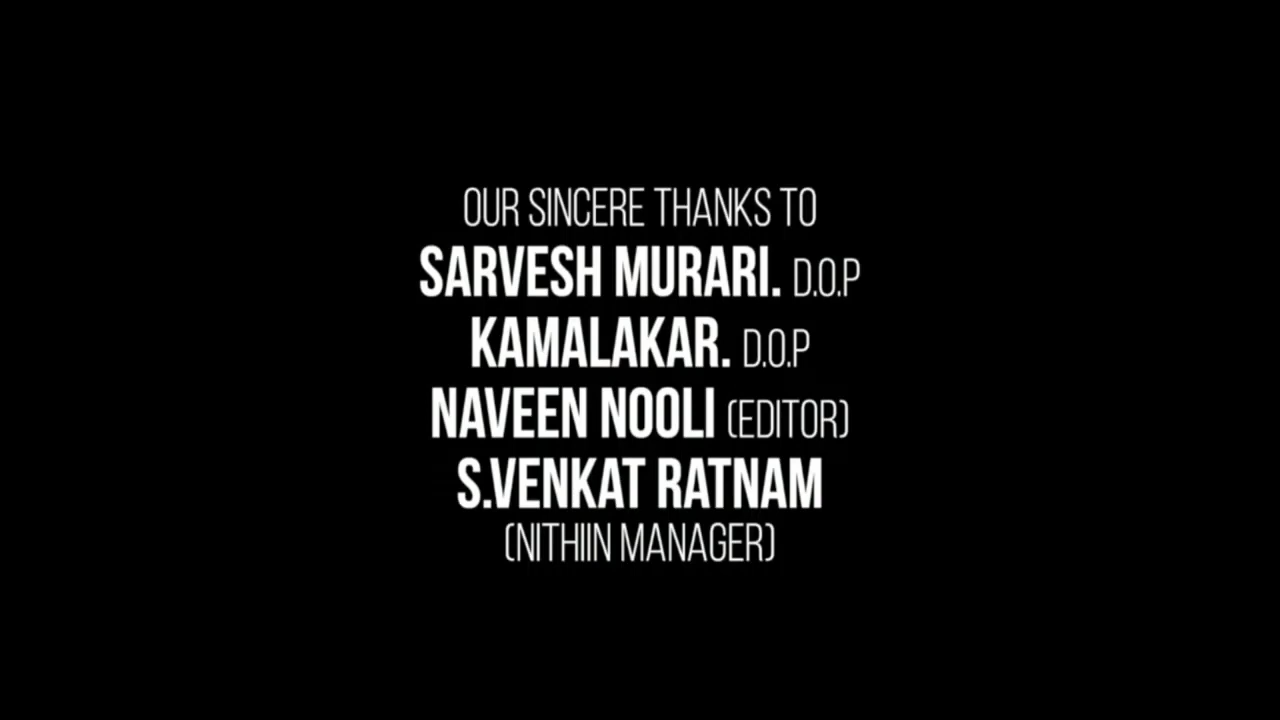 OUR SINCERE THANKS TO
SARVESH MURARI. D.O.P
KAMALAKAR. D.O.P
NAVEEN NOOLI (EDITOR)
S.VENKAT RATNAM
(NITHIIN MANAGER)